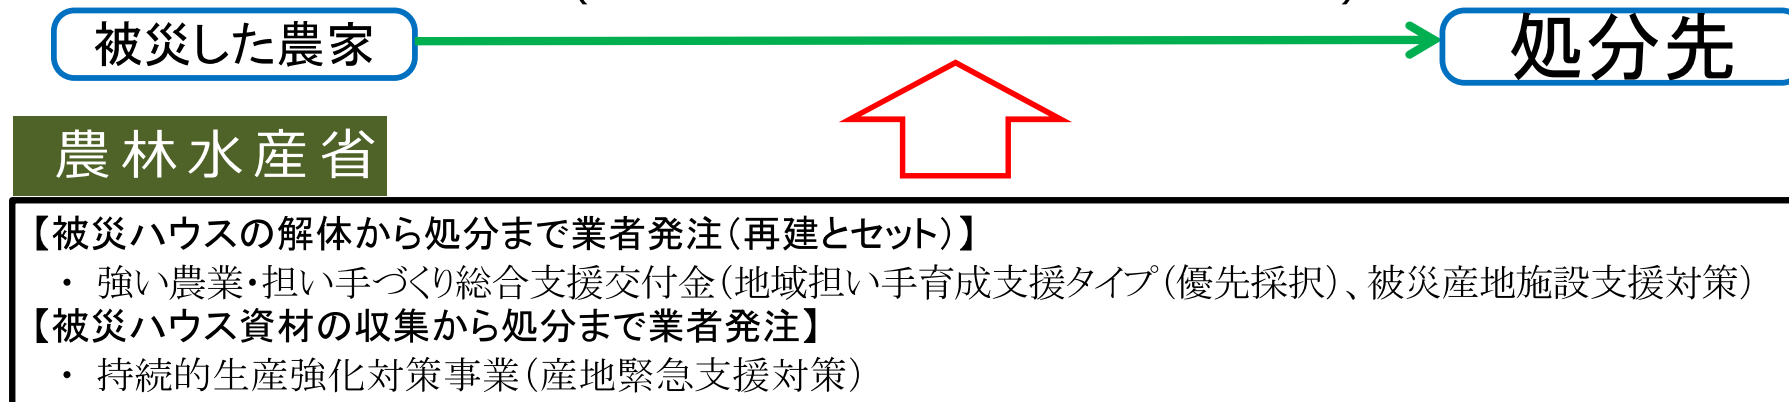 被災した農家
処分先
農林水産省
【被災ハウスの解体から処分まで業者発注(再建とセット)】
・ 強い農業・担い手づくり総合支援交付金(地域担い手育成支援タイプ(優先採択)、被災産地施設支援対策)
【被災ハウス資材の収集から処分まで業者発注】
・ 持続的生産強化対策事業(産地緊急支援対策)